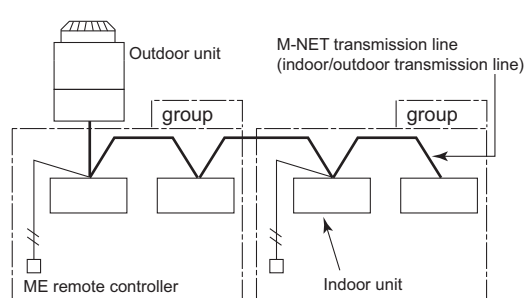 Outdoor unit
M-NET transmission line
(indoor/outdoor transmission line)
group
group
ME remote controller
Indoor unit